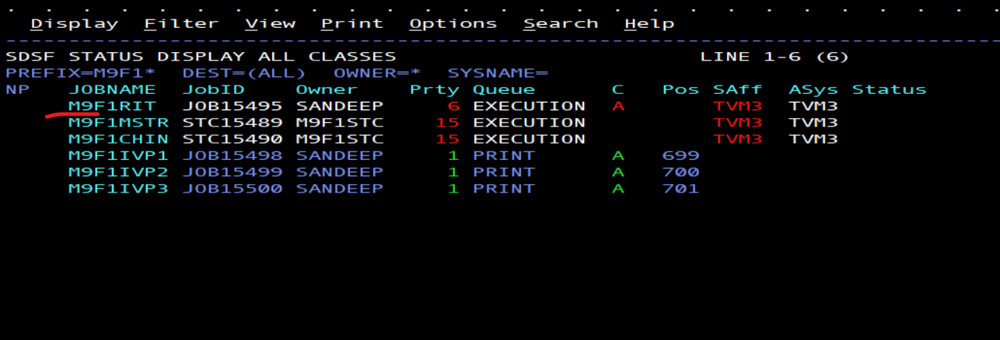 Display Filter View Print Options Search Help
SDSF STATUS DISPLAY ALL CLASSES LINE 1-6 (6)
PREFIX=M9F1* DEST=(ALL) OWNER=* SYSNAME=
NP JOBNAME JobID Owner Prty Queue C Pos SAff ASys Status
M9F1RIT JOB15495 SANDEEP 6 EXECUTION A TVM3 TVM3
M9F1MSTR STC15489 M9F1STC 15 EXECUTION TVM3 TVM3
M9F1CHIN STC15490 M9F1STC 15 EXECUTION TVM3 TVM3
M9F1IVP1 JOB15498 SANDEEP 1 PRINT A 699
M9F1IVP2 JOB15499 SANDEEP 1 PRINT A 700
M9F1IVP3 JOB15500 SANDEEP 1 PRINT A 701